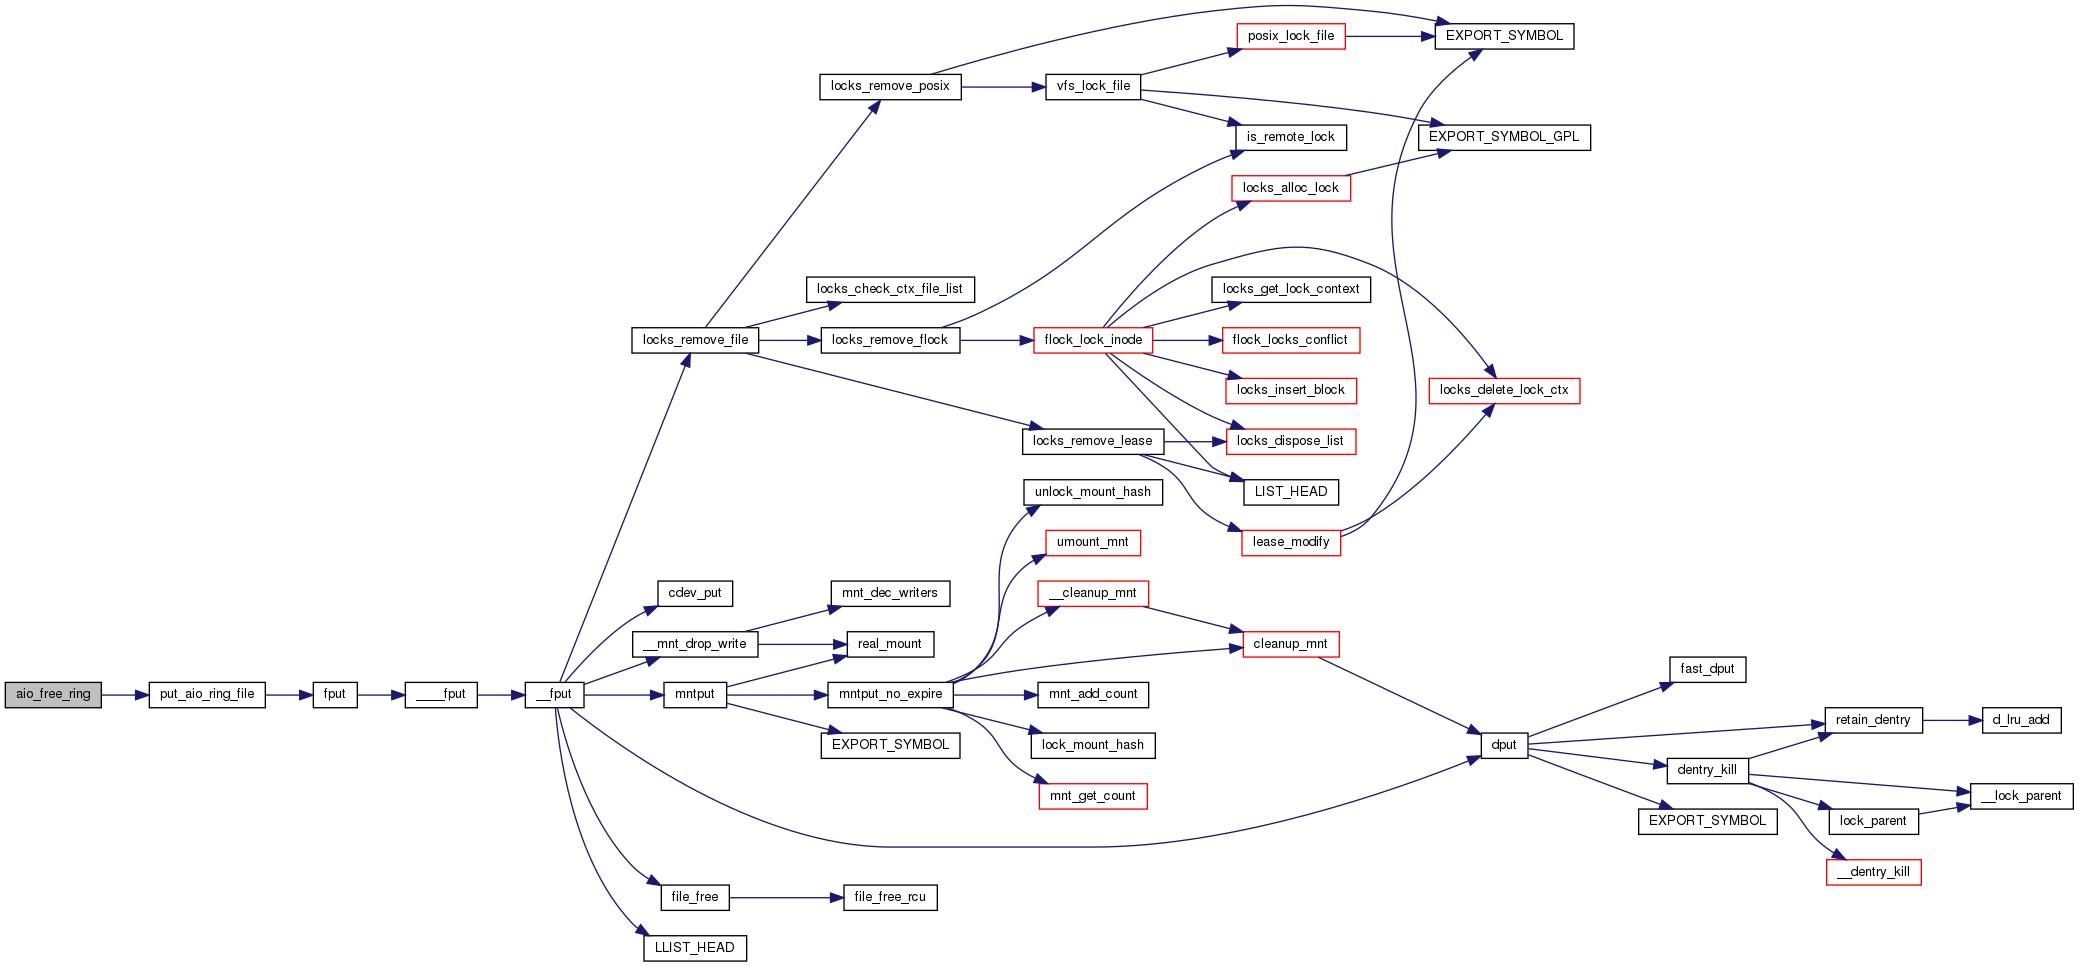 posix_lock_file
EXPORT_SYMBOL
locks_remove_posix
vfs_lock_file
is_remote_lock
EXPORT_SYMBOL_GPL
locks_alloc_lock
locks_check_ctx_file_list
locks_get_lock_context
locks_remove_file
locks_remove_flock
flock_lock_inode
flock_locks_conflict
locks_insert_block
locks_delete_lock_ctx
locks_remove_lease
locks_dispose_list
unlock_mount_hash
LIST_HEAD
umount_mnt
lease_modify
cdev_put
mnt_dec_writers
__cleanup_mnt
__mnt_drop_write
real_mount
cleanup_mnt
fast_dput
aio_free_ring
put_aio_ring_file
fput
____fput
__fput
mntput
mntput_no_expire
mnt_add_count
retain_dentry
d_lru_add
EXPORT_SYMBOL
lock_mount_hash
dput
dentry_kill
mnt_get_count
__lock_parent
EXPORT_SYMBOL
lock_parent
__dentry_kill
file_free
file_free_rcu
LLIST_HEAD